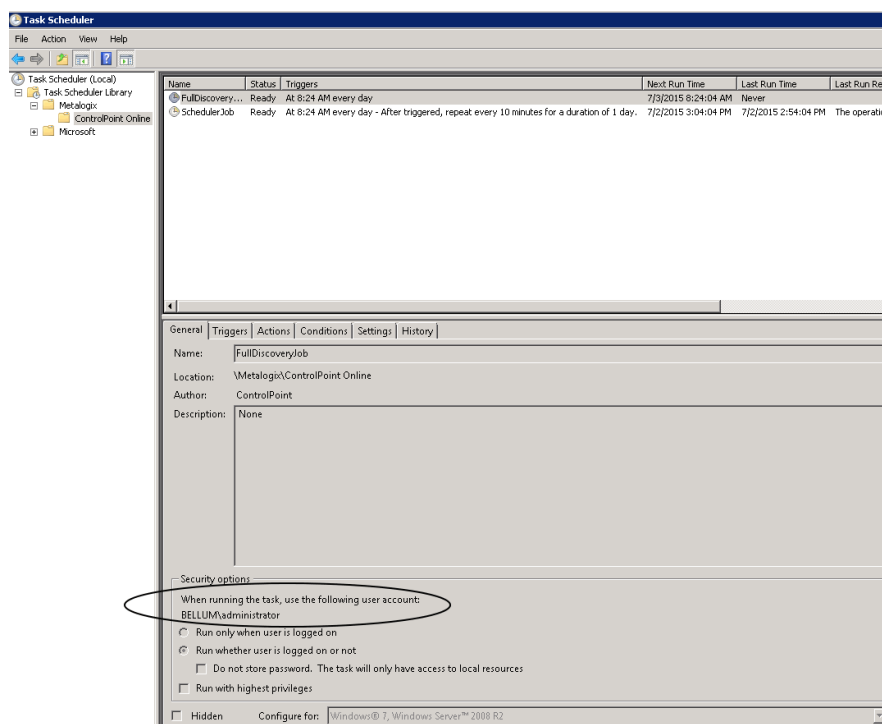 Task Scheduler
File Action View Help
Task Scheduler (Local)
Task Scheduler Library
Metalogix
ControlPoint Online
Microsoft
Name Status Triggers Next Run Time Last Run Time Last Run Re
FullDiscovery... Ready At 8:24 AM every day 7/3/2015 8:24:04 AM Never
SchedulerJob Ready At 8:24 AM every day - After triggered, repeat every 10 minutes for a duration of 1 day. 7/2/2015 3:04:04 PM 7/2/2015 2:54:04 PM The operati
General Triggers Actions Conditions Settings History
Name: FullDiscoveryJob
Location: \Metalogix\ControlPoint Online
Author: ControlPoint
Description: None
Security options
When running the task, use the following user account:
BELLUM\administrator
Run only when user is logged on
Run whether user is logged on or not
Do not store password. The task will only have access to local resources
Run with highest privileges
Hidden Configure for: Windows® 7, Windows Server™ 2008 R2